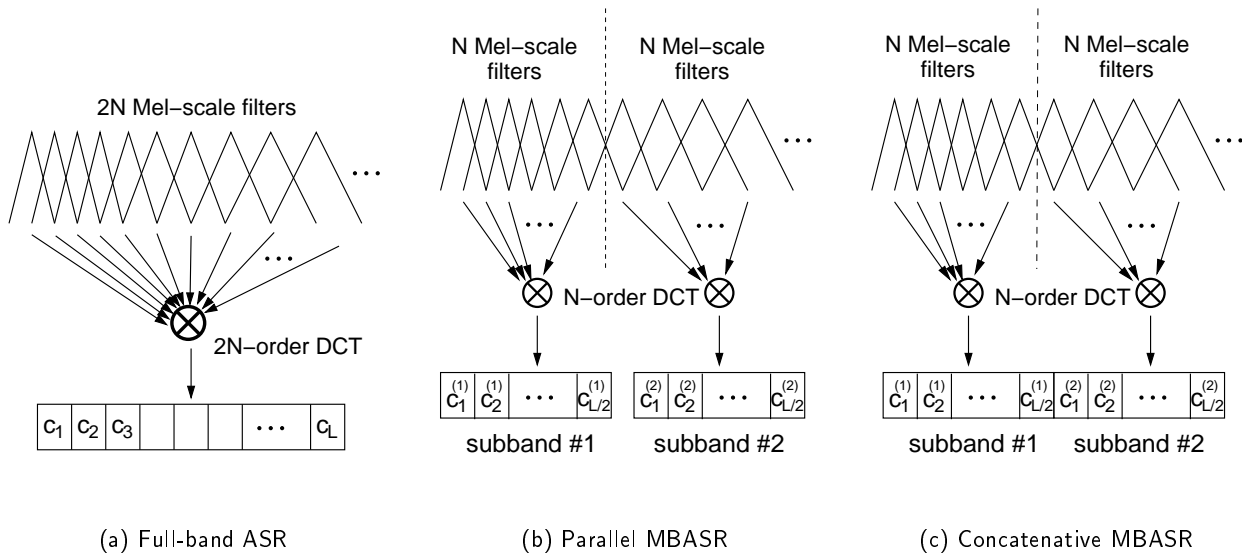 2N Mel-scale filters
...
...
2N-order DCT
c1 c2 c3 ... cL
(a) Full-band ASR
N Mel-scale filters
N Mel-scale filters
...
...
...
N-order DCT
c1(1) c2(1) ... cL/2(1)
c1(2) c2(2) ... cL/2(2)
subband #1
subband #2
(b) Parallel MBASR
N Mel-scale filters
N Mel-scale filters
...
...
...
N-order DCT
c1(1) c2(1) ... cL/2(1) c1(2) c2(2) ... cL/2(2)
subband #1
subband #2
(c) Concatenative MBASR